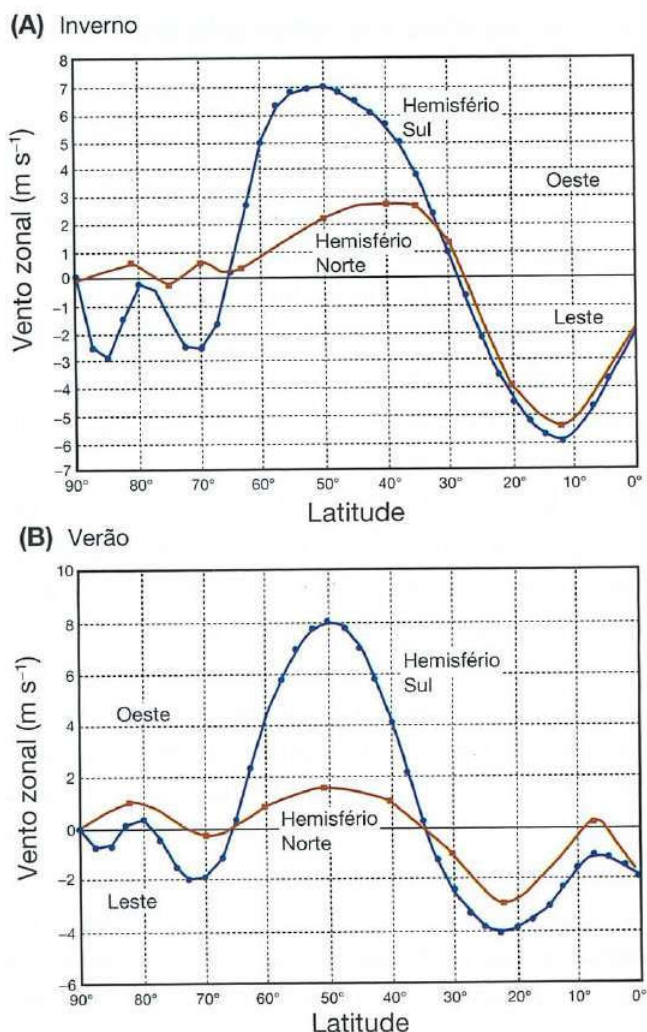 (A) Inverno
8
7
6
5
4
3
2
1
0
−1
−2
−3
−4
−5
−6
−7
Vento zonal (m s⁻¹)
Hemisfério
Sul
Oeste
Hemisfério
Norte
Leste
90° 80° 70° 60° 50° 40° 30° 20° 10° 0°
Latitude
(B) Verão
10
8
6
4
2
0
−2
−4
−6
Vento zonal (m s⁻¹)
Hemisfério
Sul
Oeste
Hemisfério
Norte
Leste
90° 80° 70° 60° 50° 40° 30° 20° 10° 0°
Latitude